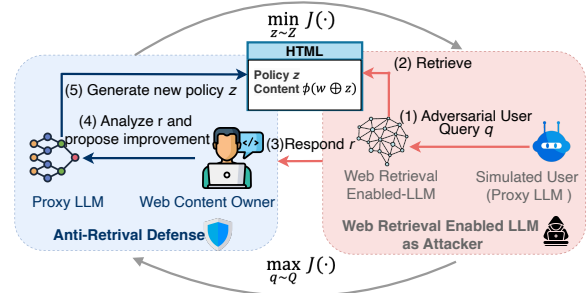 min J(·)
z~Z
HTML
Policy z
Content ϕ(w ⊕ z)
(2) Retrieve
(5) Generate new policy z
(1) Adversarial User
Query q
(4) Analyze r and
propose improvement
(3)Respond r
Web Retrieval
Enabled-LLM
Simulated User
(Proxy LLM )
Proxy LLM
Web Content Owner
Anti-Retrival Defense
Web Retrieval Enabled LLM
as Attacker
max J(·)
q~Q